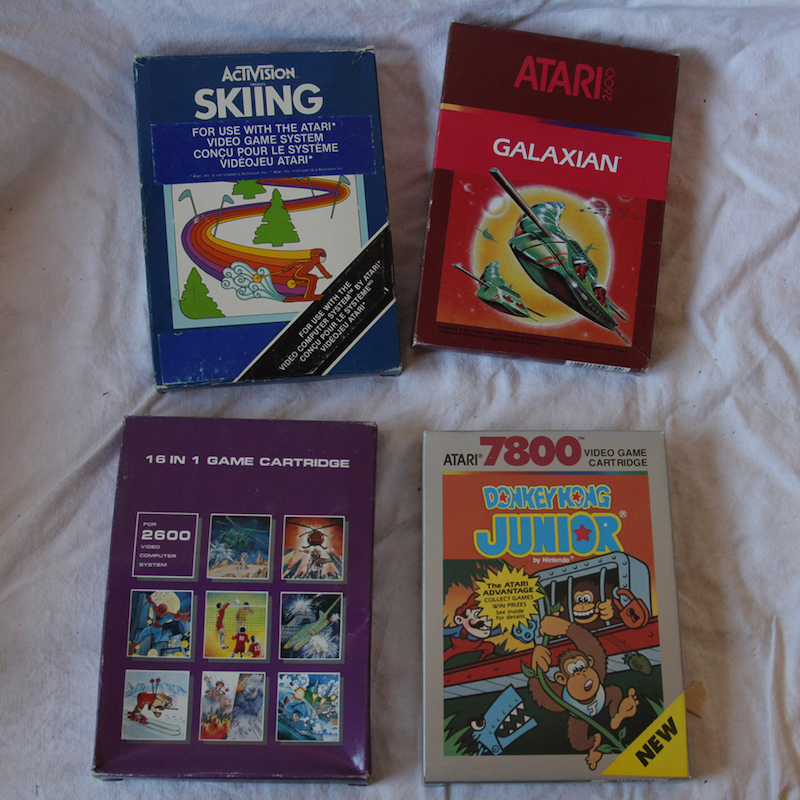 ACTIVISION
SKIING
FOR USE WITH THE ATARI*
VIDEO GAME SYSTEM
CONÇU POUR LE SYSTÈME
VIDÉOJEU ATARI*
FOR USE WITH THE
VIDEO COMPUTER SYSTEM™ BY ATARI*
CONÇU POUR LE SYSTÈME
VIDÉOJEU ATARI*
ATARI 2600
GALAXIAN
16 IN 1 GAME CARTRIDGE
FOR
2600
VIDEO
COMPUTER
SYSTEM
ATARI® 7800™ VIDEO GAME
CARTRIDGE
DONKEY KONG
JUNIOR®
by Nintendo®
The ATARI
ADVANTAGE
COLLECT GAMES
WIN PRIZES
See inside
for details
J
NEW